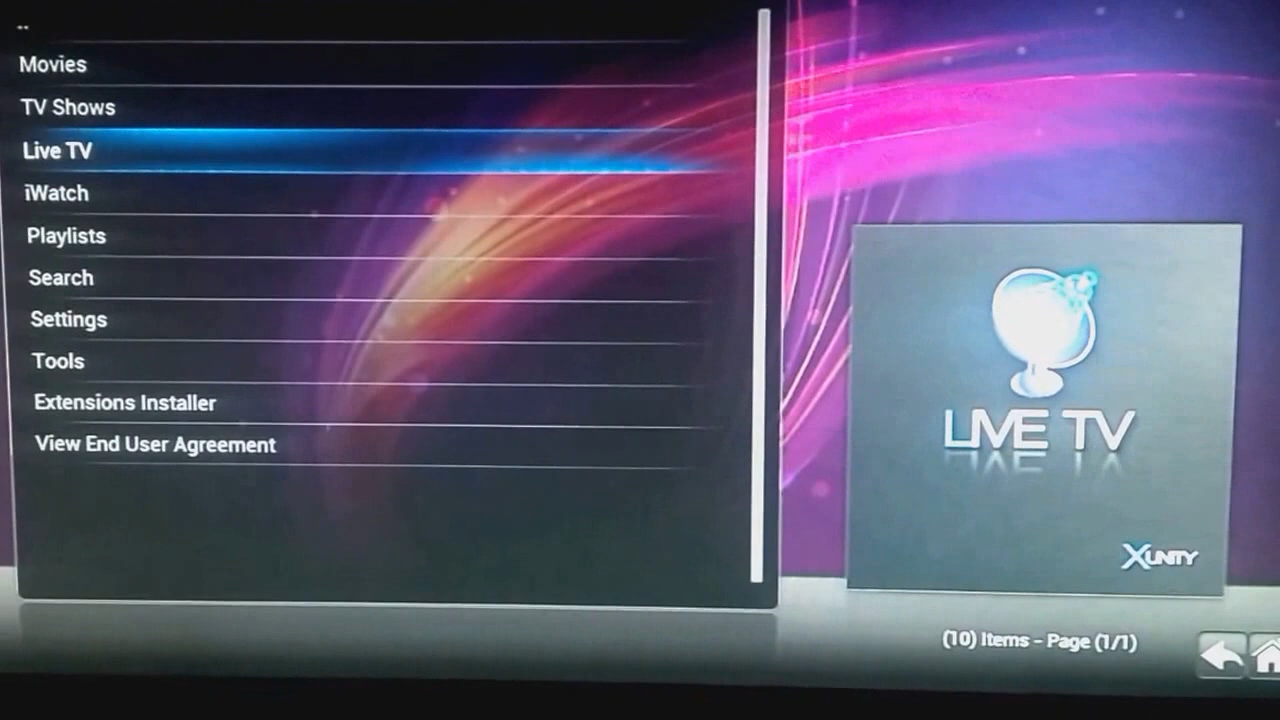 ..
Movies
TV Shows
Live TV
iWatch
Playlists
Search
Settings
Tools
Extensions Installer
View End User Agreement
LIVE TV
XUNITY
(10) Items - Page (1/1)